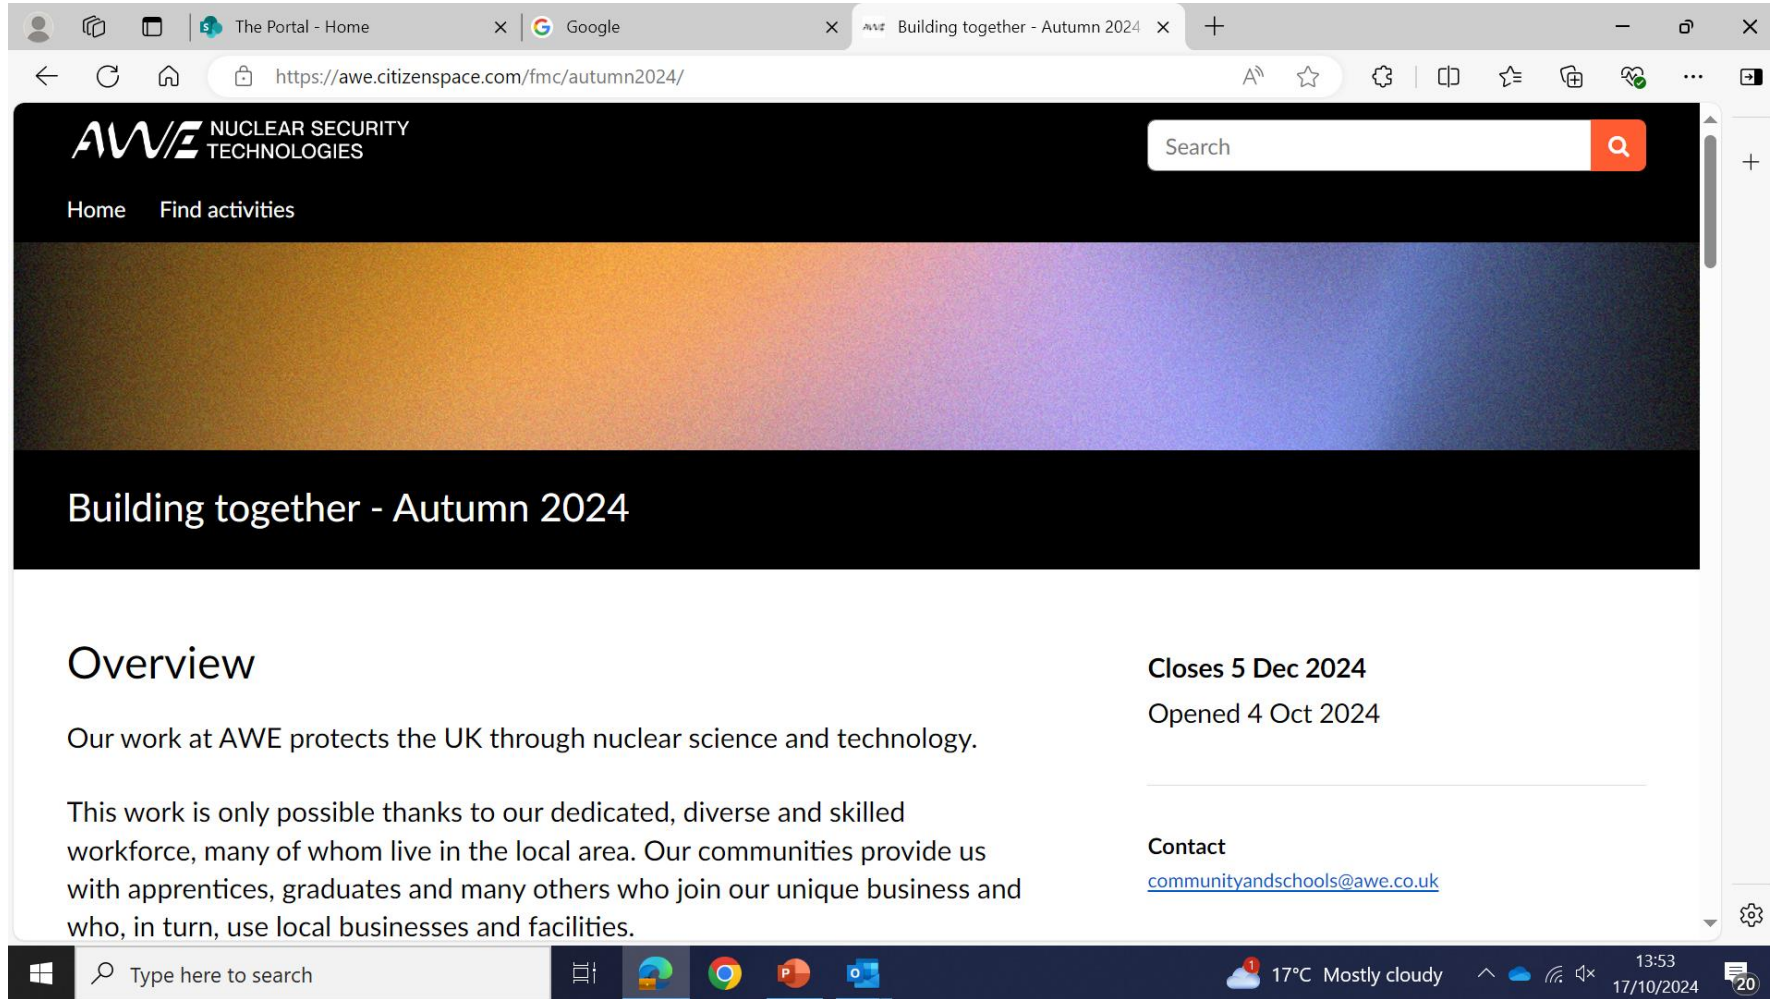 The Portal - Home
Google
Building together - Autumn 2024
https://awe.citizenspace.com/fmc/autumn2024/
AWE NUCLEAR SECURITY
TECHNOLOGIES
Search
Home Find activities
Building together - Autumn 2024
Overview
Our work at AWE protects the UK through nuclear science and technology.
This work is only possible thanks to our dedicated, diverse and skilled
workforce, many of whom live in the local area. Our communities provide us
with apprentices, graduates and many others who join our unique business and
who, in turn, use local businesses and facilities.
Closes 5 Dec 2024
Opened 4 Oct 2024
Contact
communityandschools@awe.co.uk
Type here to search
1
17°C Mostly cloudy
13:53
17/10/2024
20